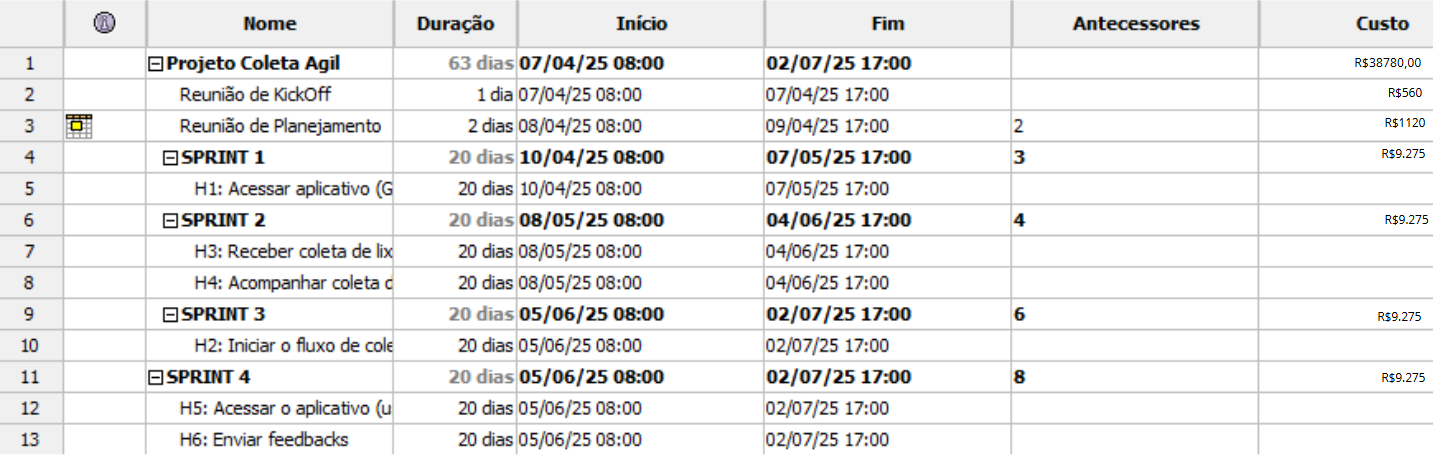 Nome Duração Início Fim Antecessores Custo
1 Projeto Coleta Agil 63 dias 07/04/25 08:00 02/07/25 17:00 R$38780,00
2 Reunião de KickOff 1 dia 07/04/25 08:00 07/04/25 17:00 R$560
3 Reunião de Planejamento 2 dias 08/04/25 08:00 09/04/25 17:00 2 R$1120
4 SPRINT 1 20 dias 10/04/25 08:00 07/05/25 17:00 3 R$9.275
5 H1: Acessar aplicativo (G 20 dias 10/04/25 08:00 07/05/25 17:00
6 SPRINT 2 20 dias 08/05/25 08:00 04/06/25 17:00 4 R$9.275
7 H3: Receber coleta de lix 20 dias 08/05/25 08:00 04/06/25 17:00
8 H4: Acompanhar coleta d 20 dias 08/05/25 08:00 04/06/25 17:00
9 SPRINT 3 20 dias 05/06/25 08:00 02/07/25 17:00 6 R$9.275
10 H2: Iniciar o fluxo de cole 20 dias 05/06/25 08:00 02/07/25 17:00
11 SPRINT 4 20 dias 05/06/25 08:00 02/07/25 17:00 8 R$9.275
12 H5: Acessar o aplicativo (u 20 dias 05/06/25 08:00 02/07/25 17:00
13 H6: Enviar feedbacks 20 dias 05/06/25 08:00 02/07/25 17:00